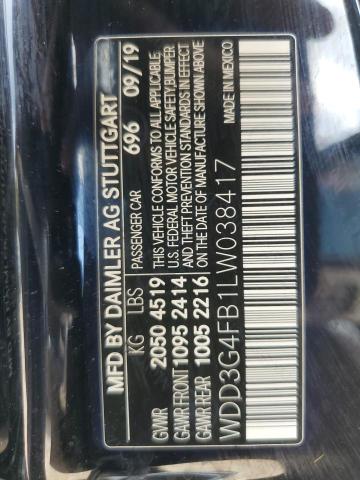 MFD BY DAIMLER AG STUTTGART
696 09/19
KG LBS PASSENGER CAR
GVWR 2050 4519 THIS VEHICLE CONFORMS TO ALL APPLICABLE
GAWR FRONT 1095 2414 U.S. FEDERAL MOTOR VEHICLE SAFETY, BUMPER
GAWR REAR 1005 2216 AND THEFT PREVENTION STANDARDS IN EFFECT
ON THE DATE OF MANUFACTURE SHOWN ABOVE
WDD3G4FB1LW038417 MADE IN MEXICO